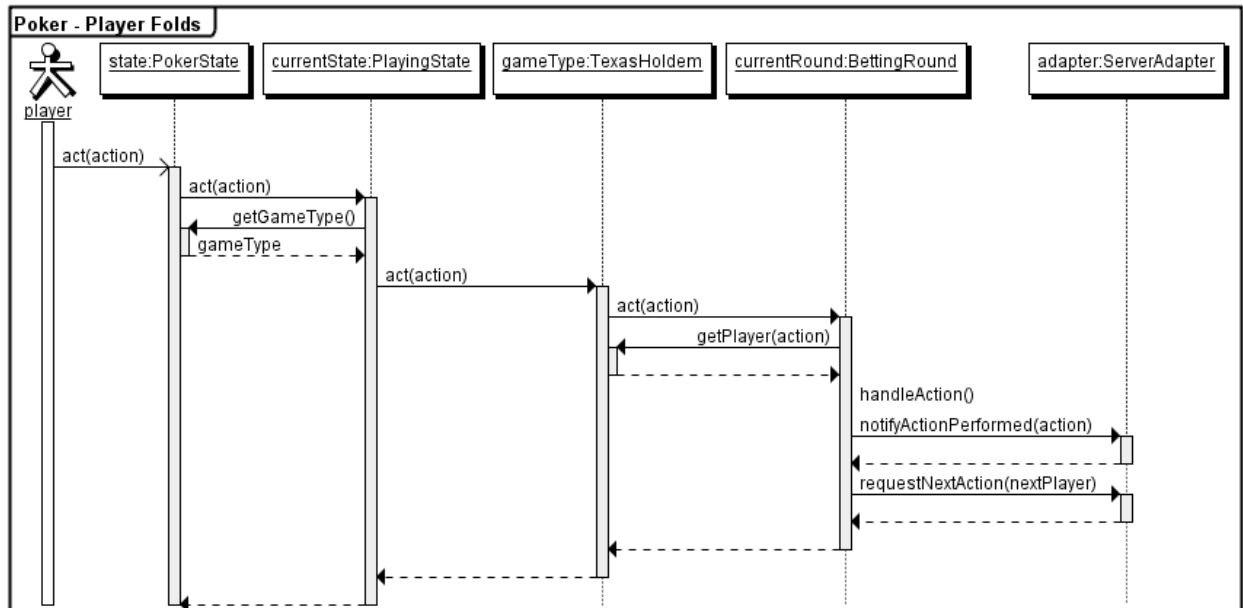 Poker - Player Folds
state:PokerState
currentState:PlayingState
gameType:TexasHoldem
currentRound:BettingRound
adapter:ServerAdapter
player
act(action)
act(action)
getGameType()
gameType
act(action)
act(action)
getPlayer(action)
handleAction()
notifyActionPerformed(action)
requestNextAction(nextPlayer)